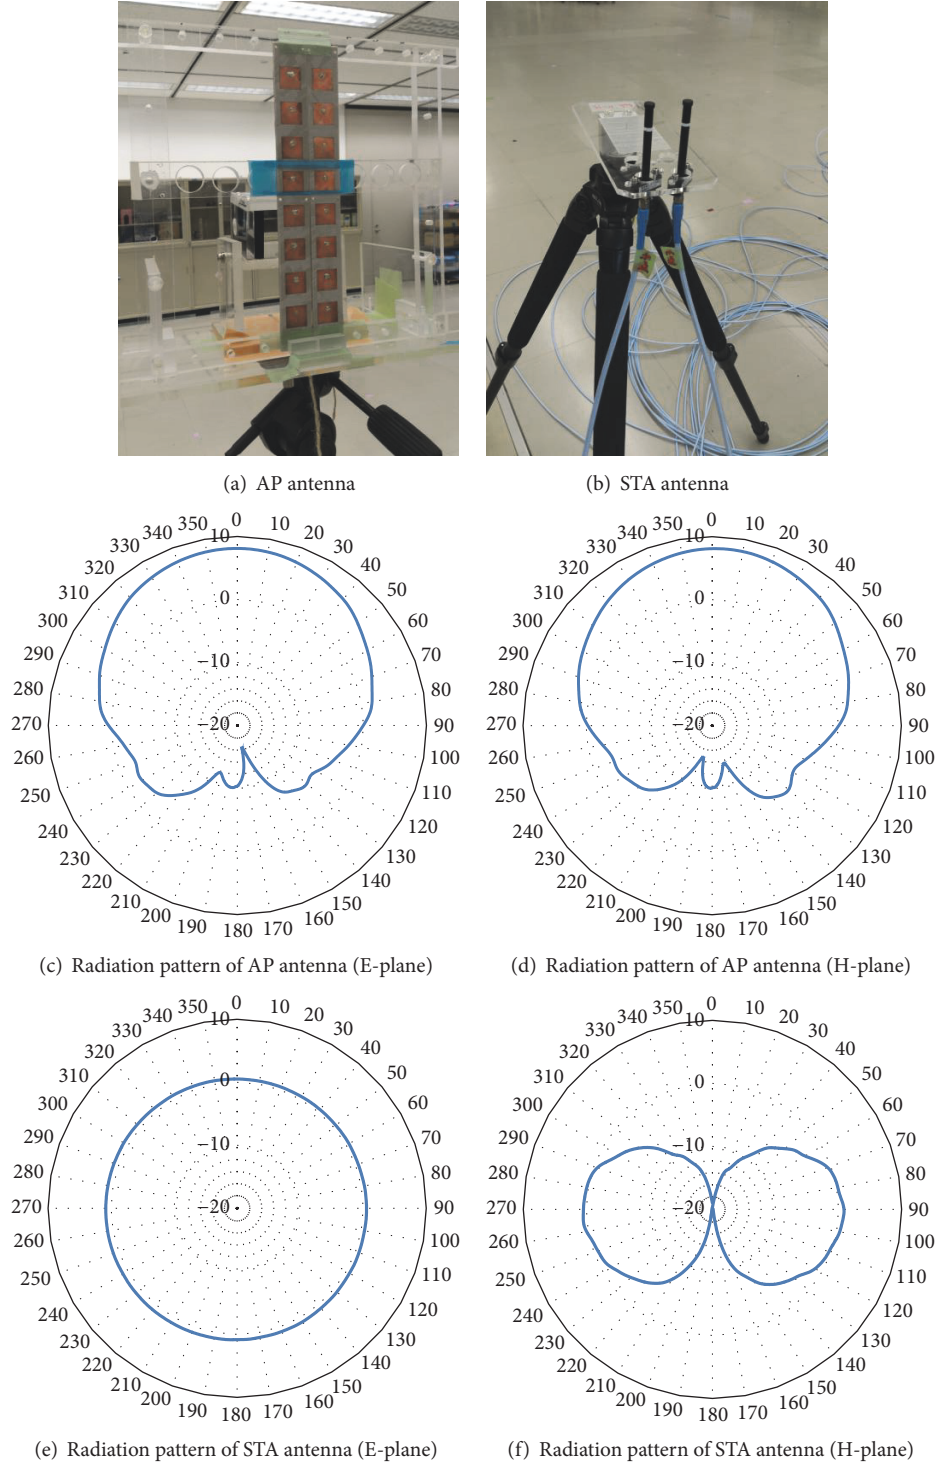 (a) AP antenna
(b) STA antenna
0 10 20 30 40 50 60 70 80 90 100 110 120 130 140 150 160 170 180 190 200 210 220 230 240 250 260 270 280 290 300 310 320 330 340 350
10
0
−10
−20
(c) Radiation pattern of AP antenna (E-plane)
0 10 20 30 40 50 60 70 80 90 100 110 120 130 140 150 160 170 180 190 200 210 220 230 240 250 260 270 280 290 300 310 320 330 340 350
10
0
−10
−20
(d) Radiation pattern of AP antenna (H-plane)
0 10 20 30 40 50 60 70 80 90 100 110 120 130 140 150 160 170 180 190 200 210 220 230 240 250 260 270 280 290 300 310 320 330 340 350
10
0
−10
−20
(e) Radiation pattern of STA antenna (E-plane)
0 10 20 30 40 50 60 70 80 90 100 110 120 130 140 150 160 170 180 190 200 210 220 230 240 250 260 270 280 290 300 310 320 330 340 350
10
0
−10
−20
(f) Radiation pattern of STA antenna (H-plane)